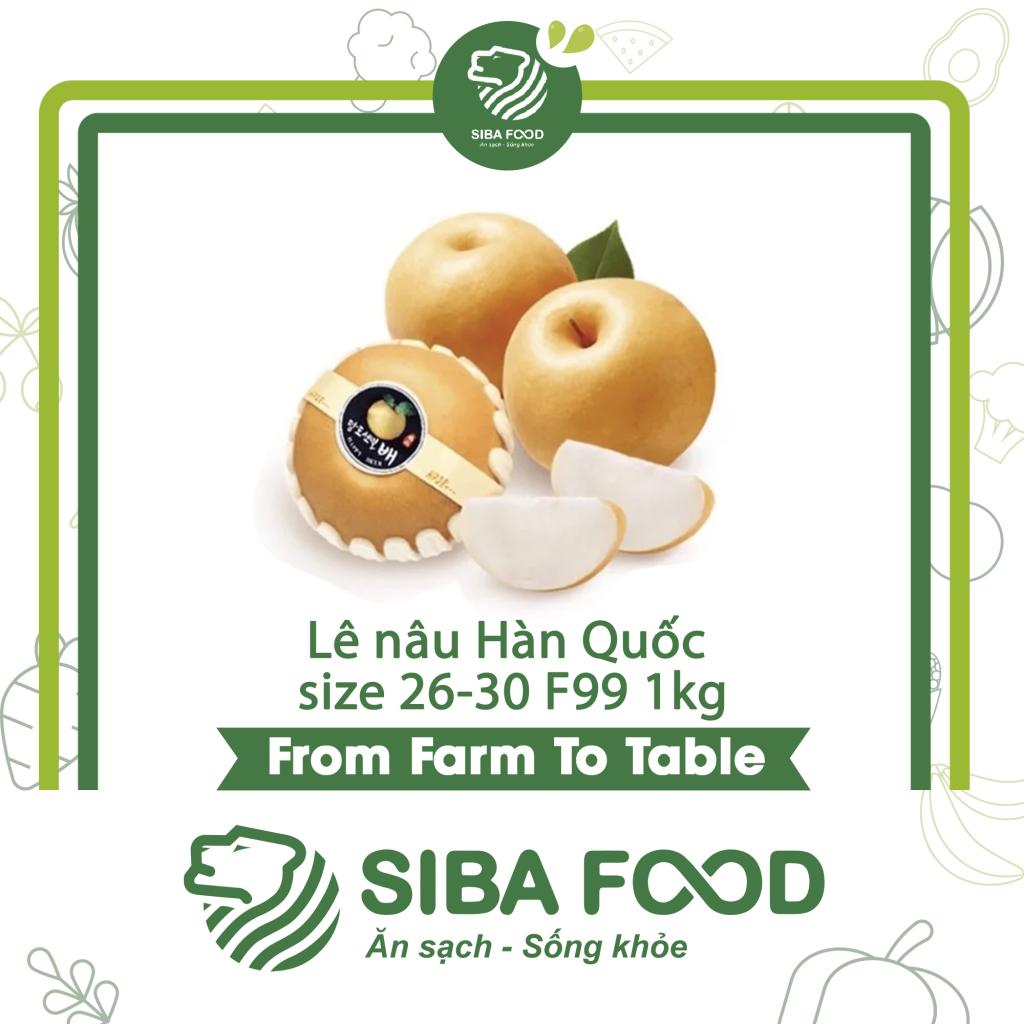 SIBA FOOD
Ăn sạch - Sống khỏe
Lê nâu Hàn Quốc
size 26-30 F99 1kg
From Farm To Table
SIBA FOOD
Ăn sạch - Sống khỏe